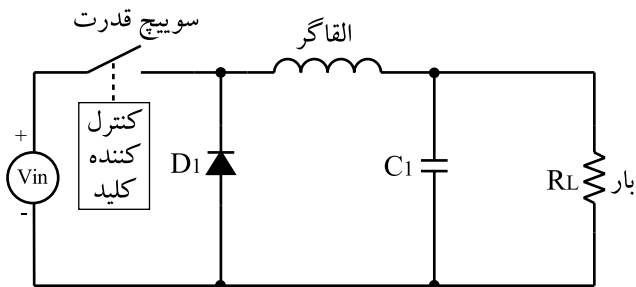 سوییچ قدرت
القاگر
کنترل
کننده
کلید
+
Vin
-
D1
C1
RL
بار